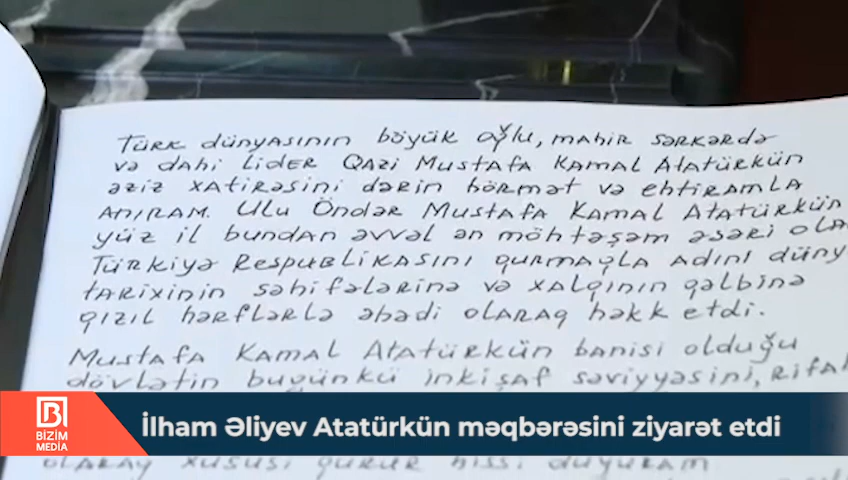 Türk dünyasının böyük oğlu, mahir sərkərdə
və dahi lider Qazi Mustafa Kamal Atatürkün
əziz xatirəsini dərin hörmət və ehtiramla
anıram. Ulu Öndər Mustafa Kamal Atatürkün
yüz il bundan əvvəl ən möhtəşəm əsəri ola
Türkiyə Respublikasını qurmaqla adını düny
tarixinin səhifələrinə və xalqının qəlbinə
qızıl hərflərlə əbədi olaraq həkk etdi.
Mustafa Kamal Atatürkün banisi olduğu
dövlətin bugünkü inkişaf səviyyəsini, rifah
BİZİM
MEDIA
İlham Əliyev Atatürkün məqbərəsini ziyarət etdi
olaraq xüsusi qürur hissi duyuram